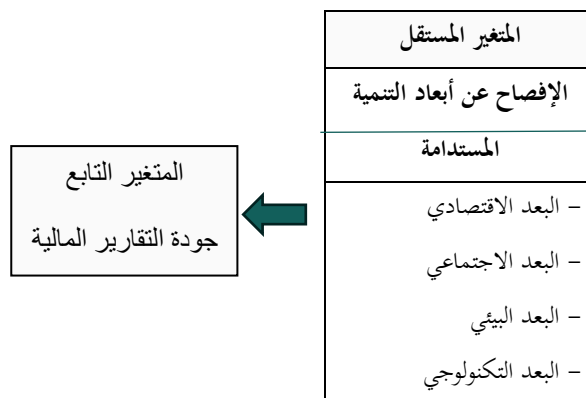 المتغير المستقل
الإفصاح عن أبعاد التنمية
المستدامة
– البعد الاقتصادي
– البعد الاجتماعي
– البعد البيئي
– البعد التكنولوجي
المتغير التابع
جودة التقارير المالية